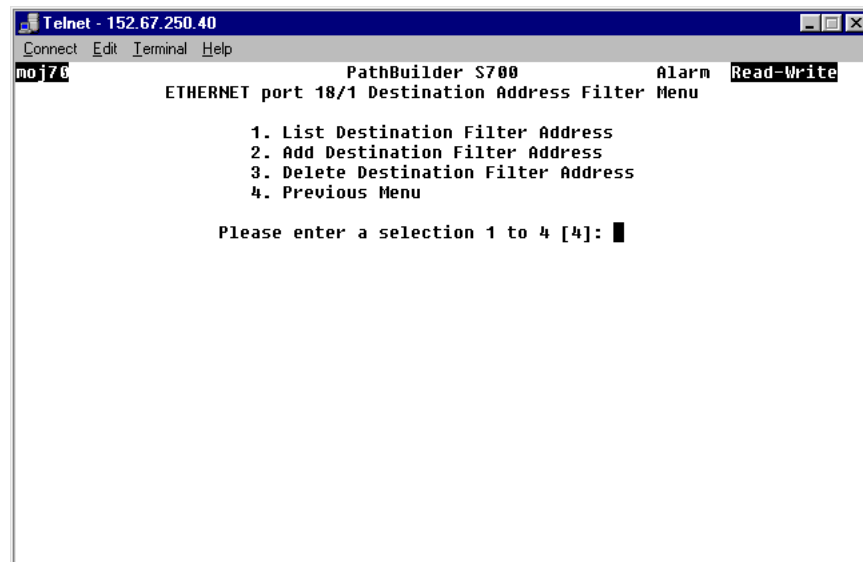 Telnet - 152.67.250.40
Connect Edit Terminal Help
moj70 PathBuilder S700 Alarm Read-Write
ETHERNET port 18/1 Destination Address Filter Menu
1. List Destination Filter Address
2. Add Destination Filter Address
3. Delete Destination Filter Address
4. Previous Menu
Please enter a selection 1 to 4 [4]: